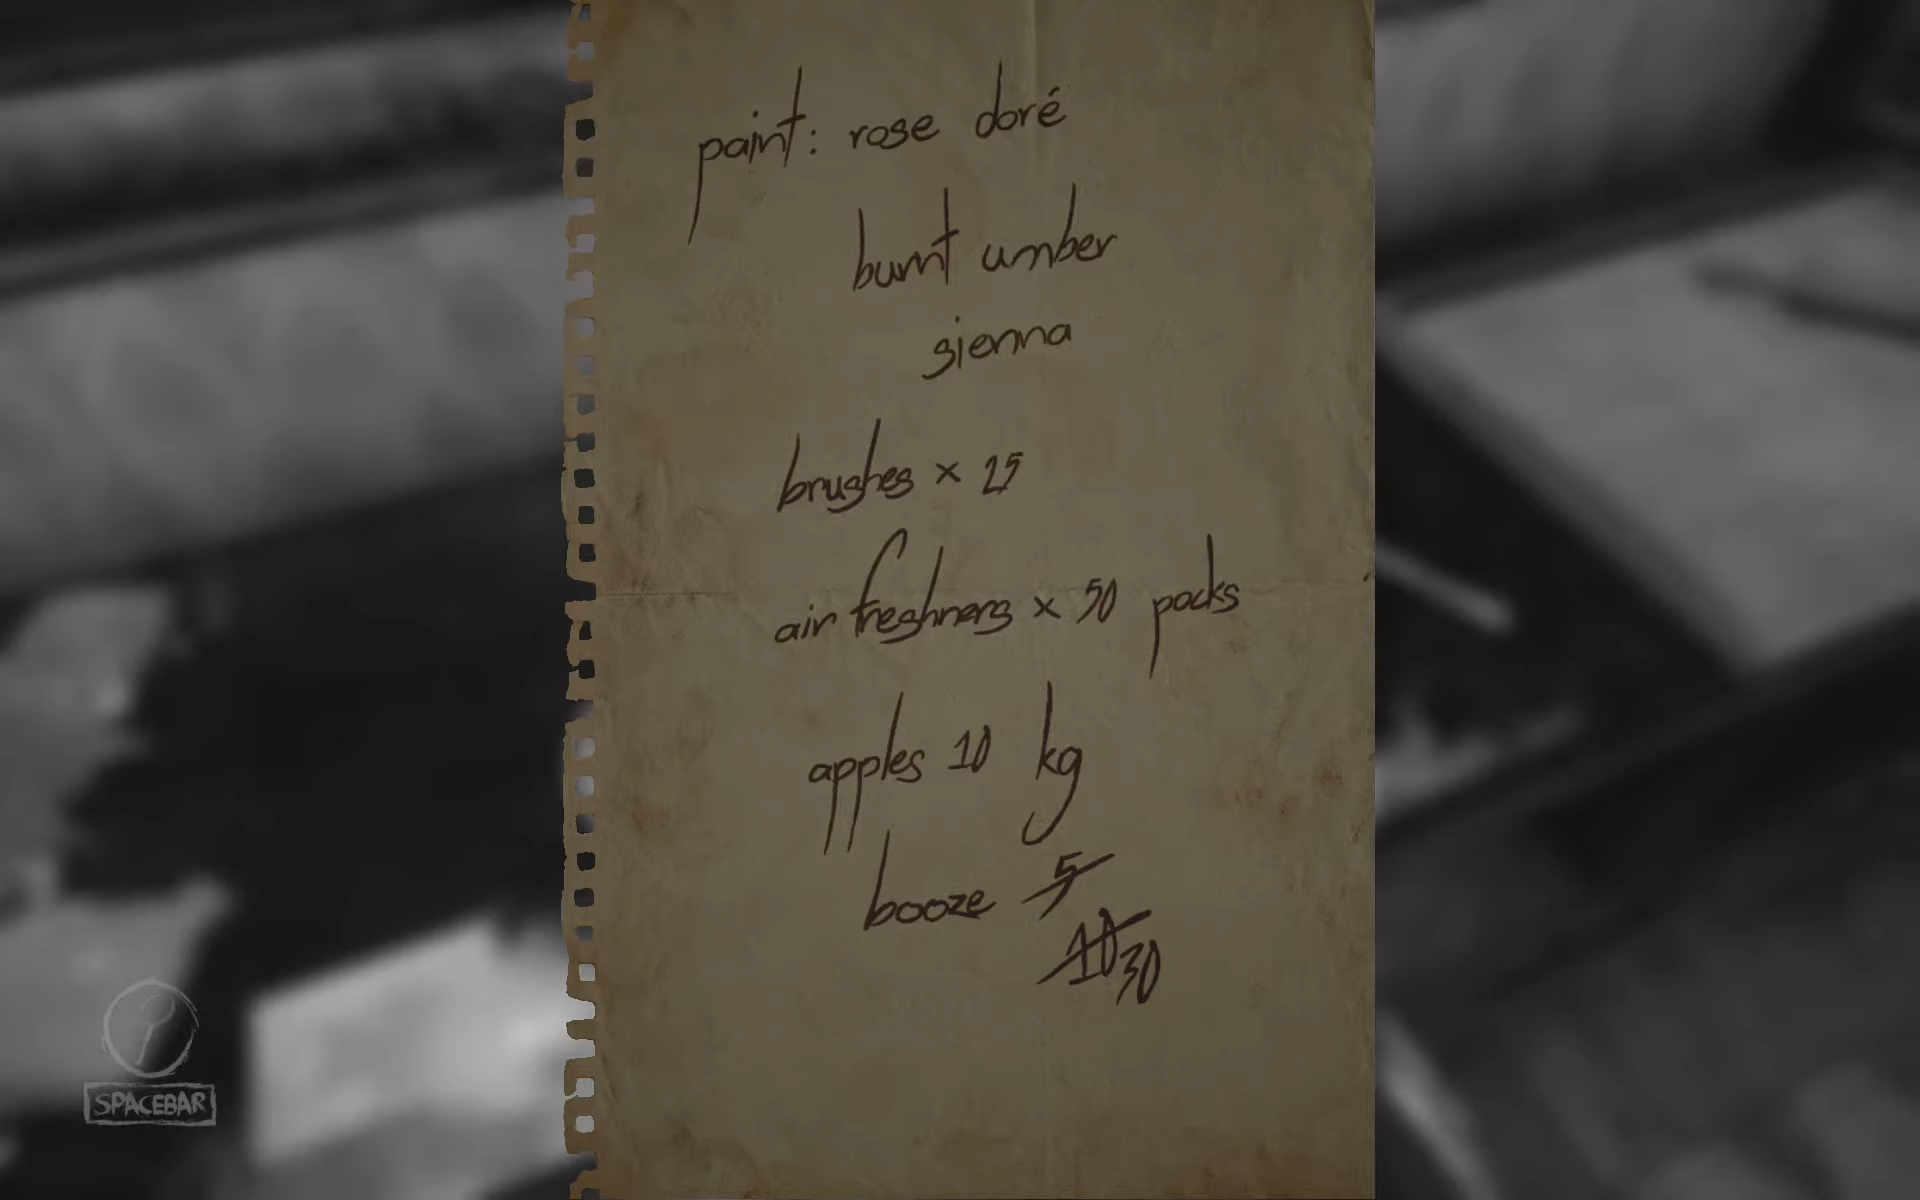 paint: rose doré
burnt umber
sienna
brushes x 25
air freshners x 50 packs
apples 10 kg
booze 5
10 30
SPACEBAR